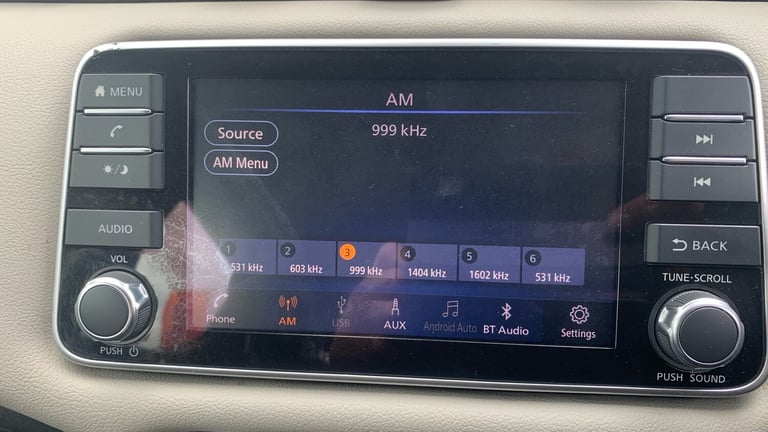 MENU
AUDIO
VOL
PUSH
AM
999 kHz
Source
AM Menu
1
531 kHz
2
603 kHz
3
999 kHz
4
1404 kHz
5
1602 kHz
6
531 kHz
Phone
AM
USB
AUX
Android Auto
BT Audio
Settings
BACK
TUNE·SCROLL
PUSH SOUND